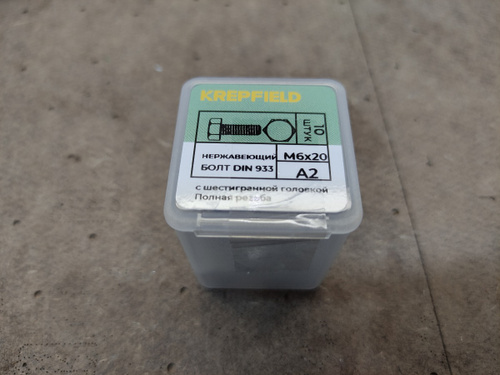 KREPFIELD
10 ШТУК
НЕРЖАВЕЮЩИЙ
БОЛТ DIN 933
M6x20
A2
с шестигранной головкой
Полная резьба